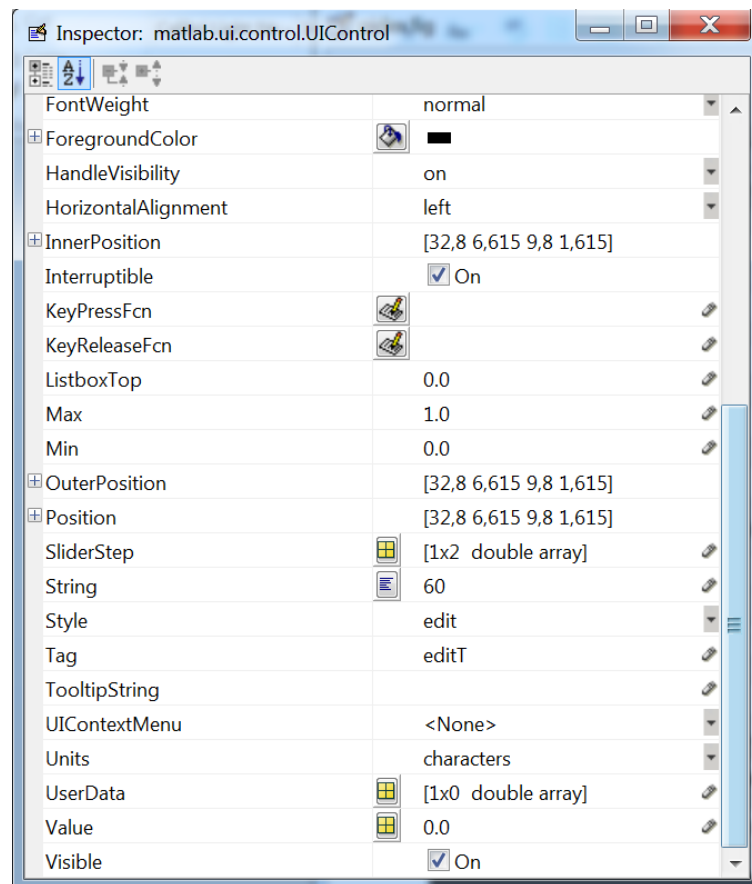 Inspector: matlab.ui.control.UIControl
FontWeight normal
ForegroundColor
HandleVisibility on
HorizontalAlignment left
InnerPosition [32,8 6,615 9,8 1,615]
Interruptible On
KeyPressFcn
KeyReleaseFcn
ListboxTop 0.0
Max 1.0
Min 0.0
OuterPosition [32,8 6,615 9,8 1,615]
Position [32,8 6,615 9,8 1,615]
SliderStep [1x2 double array]
String 60
Style edit
Tag editT
TooltipString
UIContextMenu <None>
Units characters
UserData [1x0 double array]
Value 0.0
Visible On